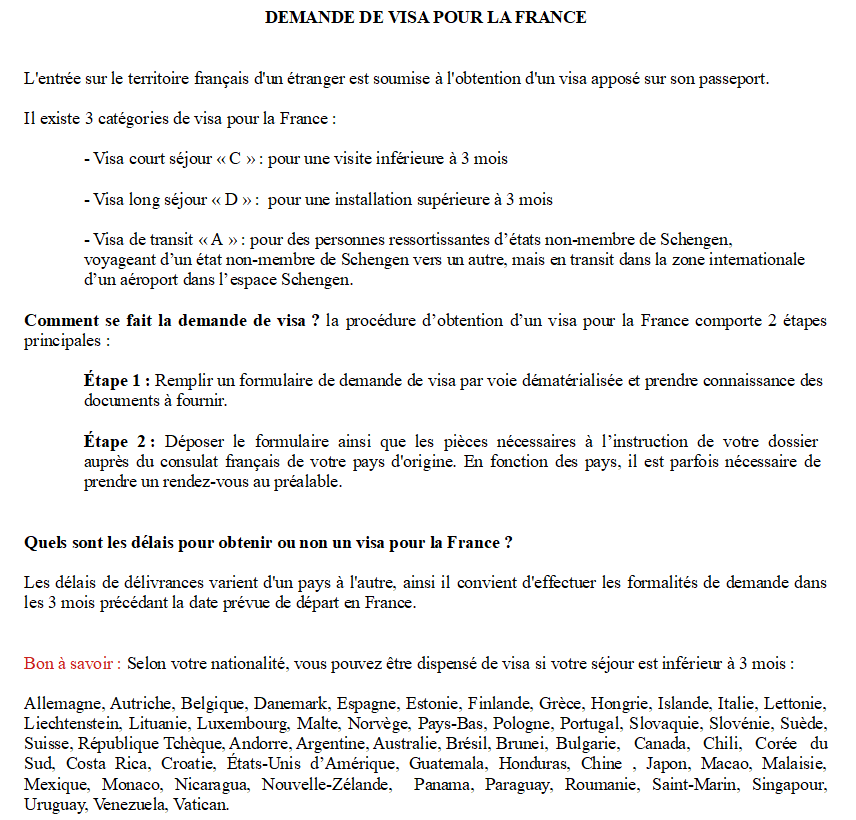 DEMANDE DE VISA POUR LA FRANCE
L'entrée sur le territoire français d'un étranger est soumise à l'obtention d'un visa apposé sur son passeport.
Il existe 3 catégories de visa pour la France :
- Visa court séjour « C » : pour une visite inférieure à 3 mois
- Visa long séjour « D » : pour une installation supérieure à 3 mois
- Visa de transit « A » : pour des personnes ressortissantes d’états non-membre de Schengen,
voyageant d’un état non-membre de Schengen vers un autre, mais en transit dans la zone internationale
d’un aéroport dans l’espace Schengen.
Comment se fait la demande de visa ? la procédure d’obtention d’un visa pour la France comporte 2 étapes
principales :
Étape 1 : Remplir un formulaire de demande de visa par voie dématérialisée et prendre connaissance des
documents à fournir.
Étape 2 : Déposer le formulaire ainsi que les pièces nécessaires à l’instruction de votre dossier
auprès du consulat français de votre pays d'origine. En fonction des pays, il est parfois nécessaire de
prendre un rendez-vous au préalable.
Quels sont les délais pour obtenir ou non un visa pour la France ?
Les délais de délivrances varient d'un pays à l'autre, ainsi il convient d'effectuer les formalités de demande dans
les 3 mois précédant la date prévue de départ en France.
Bon à savoir : Selon votre nationalité, vous pouvez être dispensé de visa si votre séjour est inférieur à 3 mois :
Allemagne, Autriche, Belgique, Danemark, Espagne, Estonie, Finlande, Grèce, Hongrie, Islande, Italie, Lettonie,
Liechtenstein, Lituanie, Luxembourg, Malte, Norvège, Pays-Bas, Pologne, Portugal, Slovaquie, Slovénie, Suède,
Suisse, République Tchèque, Andorre, Argentine, Australie, Brésil, Brunei, Bulgarie, Canada, Chili, Corée du
Sud, Costa Rica, Croatie, États-Unis d’Amérique, Guatemala, Honduras, Chine , Japon, Macao, Malaisie,
Mexique, Monaco, Nicaragua, Nouvelle-Zélande, Panama, Paraguay, Roumanie, Saint-Marin, Singapour,
Uruguay, Venezuela, Vatican.